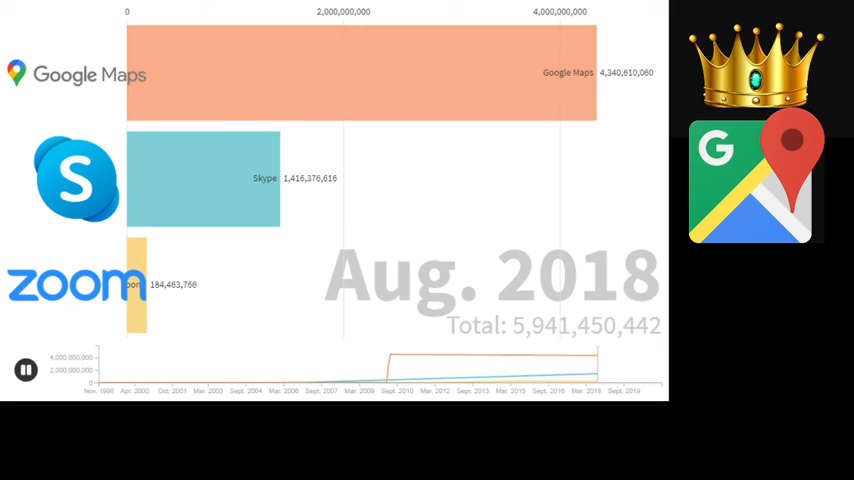 0 2,000,000,000 4,000,000,000
Google Maps
Google Maps 4,340,610,060
S
Skype 1,416,376,616
zoom
oom 184,463,766
Aug. 2018
Total: 5,941,450,442
G
4,000,000,000
2,000,000,000
0
Nov. 1998 Apr. 2000 Oct. 2001 Mar. 2003 Sept. 2004 Mar. 2006 Sept. 2007 Sept. 2010 Mar. 2012 Sept. 2013 Mar. 2015 Sept. 2016 Mar. 2018 Sept. 2019